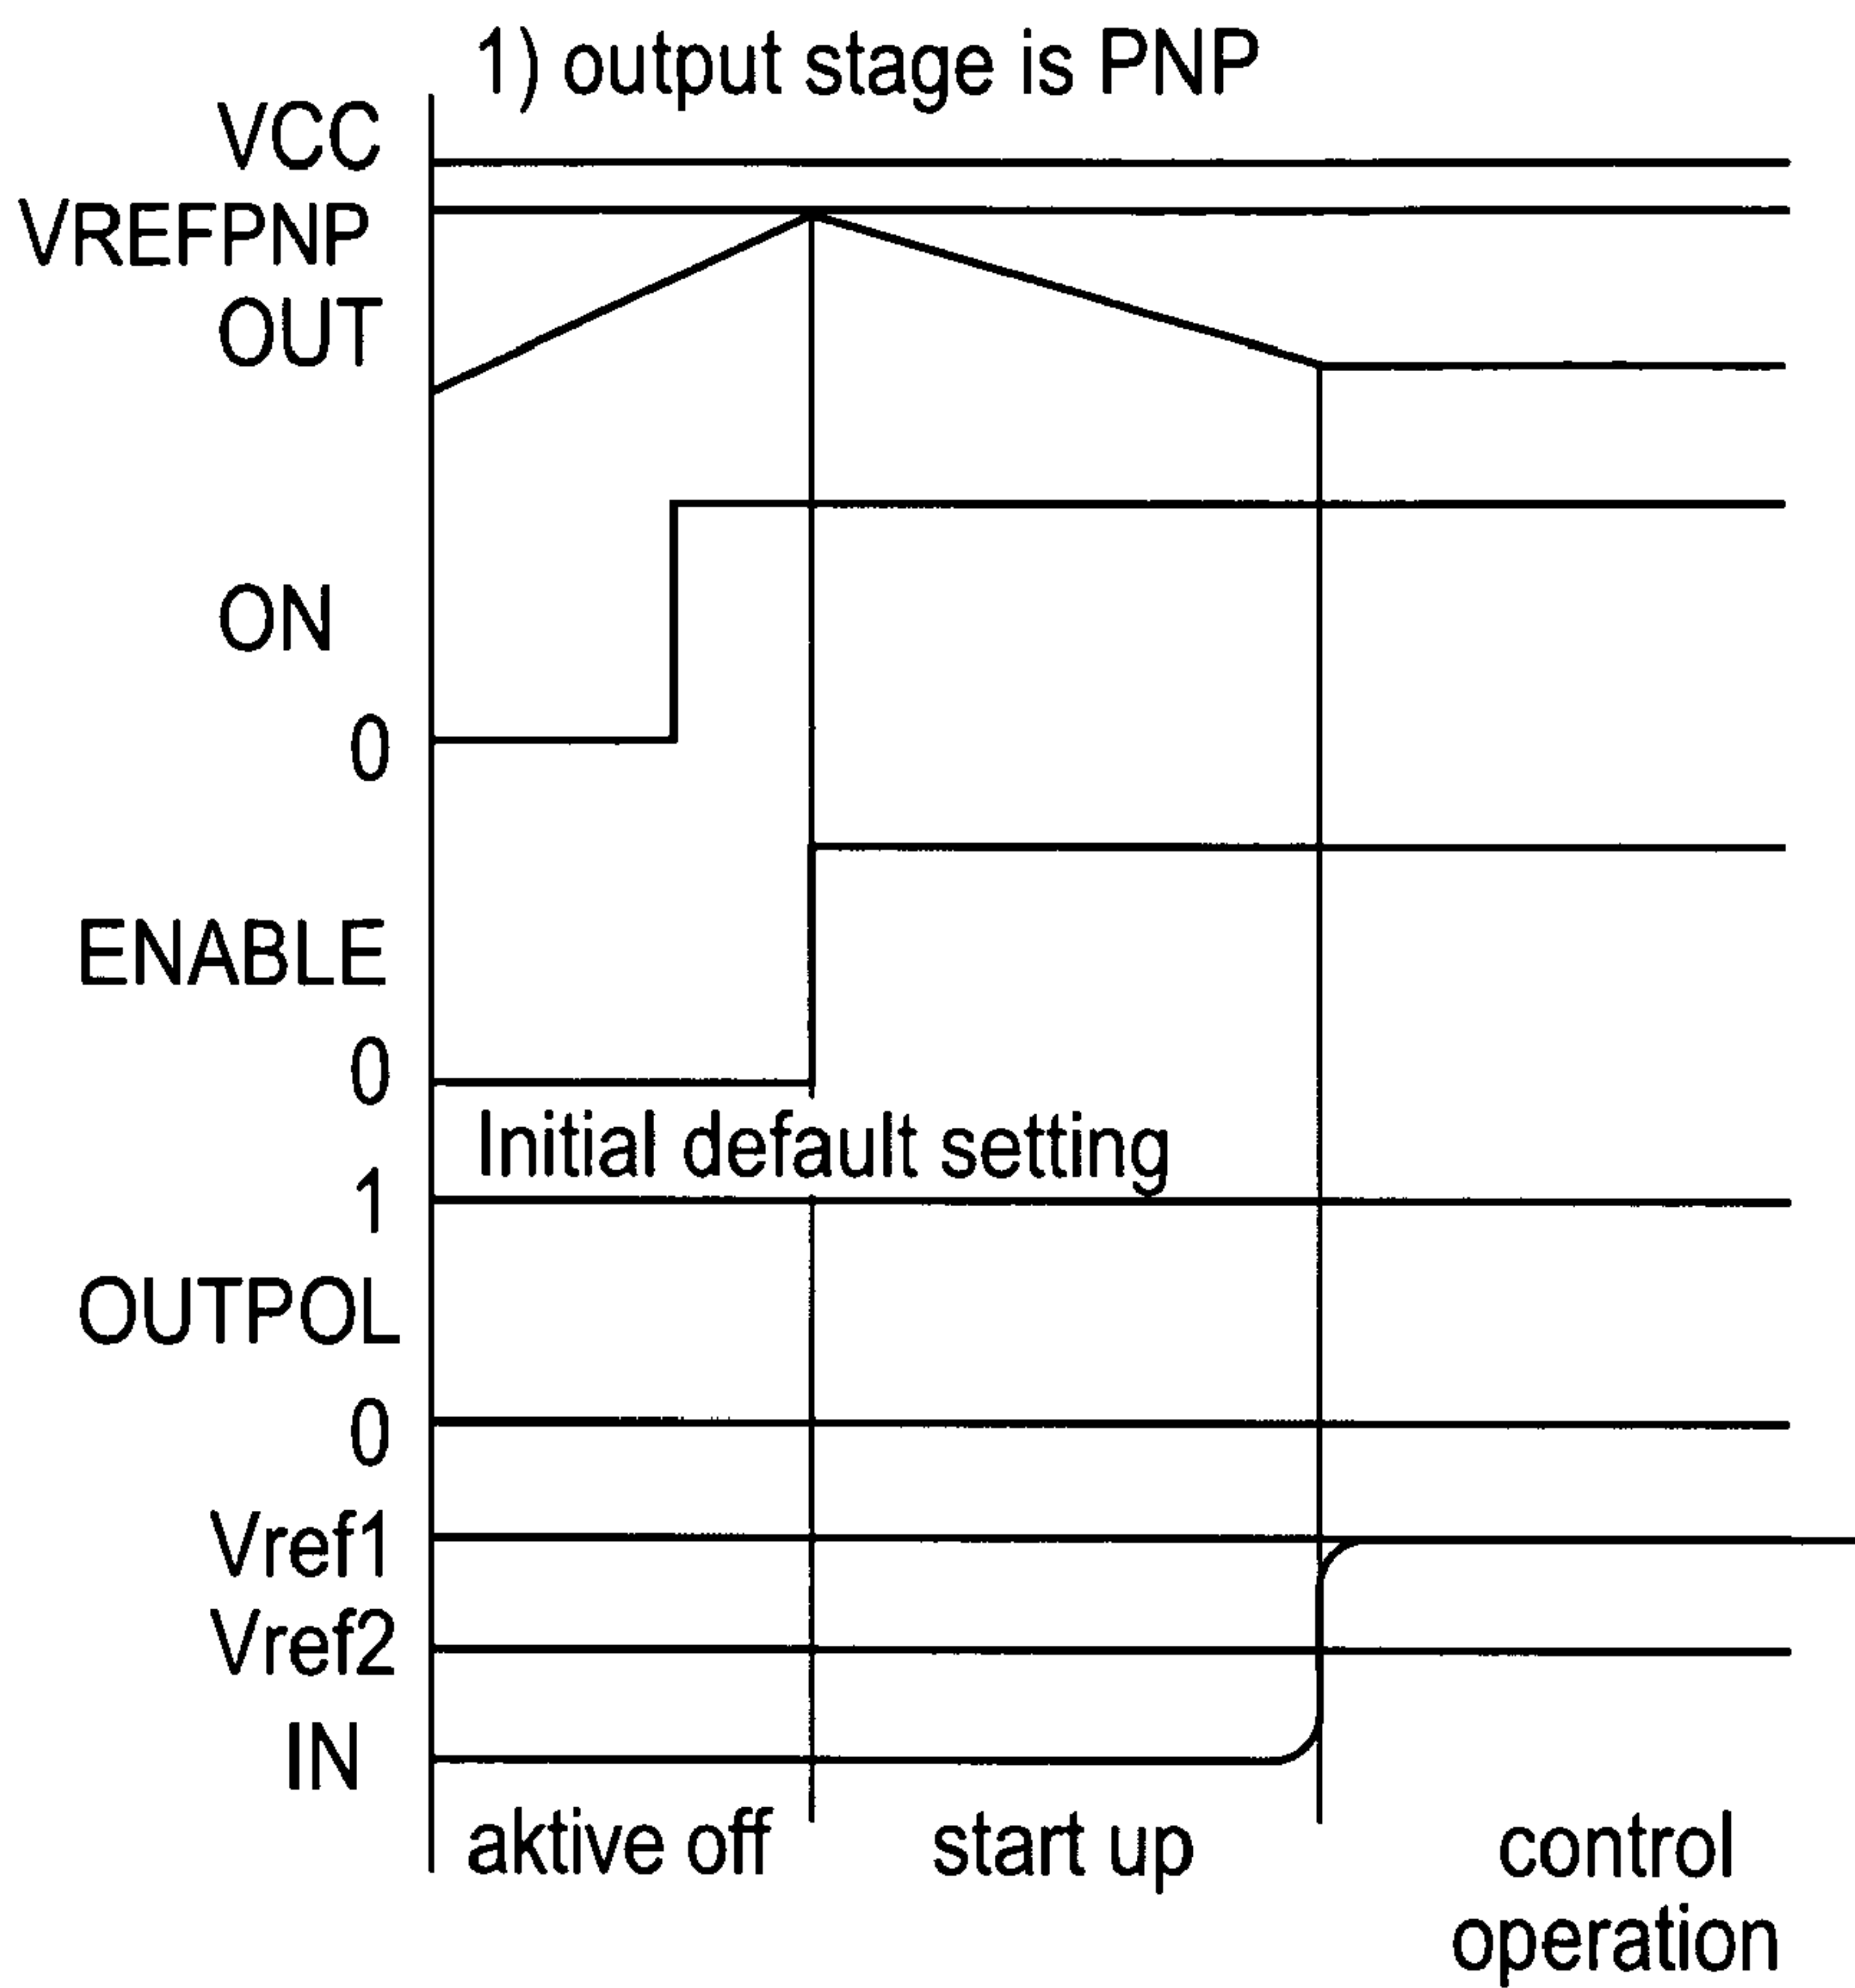 1) output stage is PNP
VCC
VREFPNP
OUT
ON
0
ENABLE
0
Initial default setting
1
OUTPOL
0
Vref1
Vref2
IN
aktive off
start up
control
operation